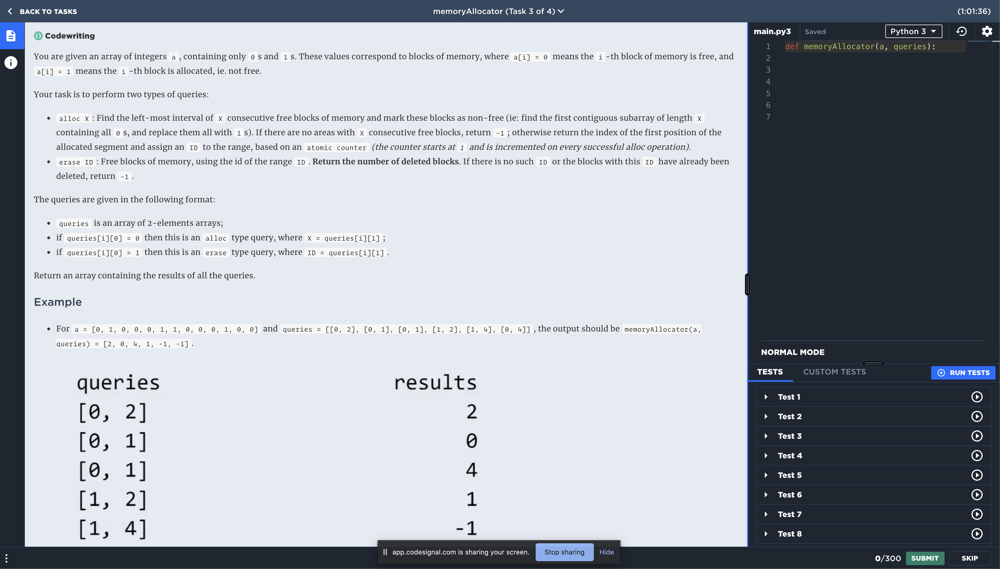 BACK TO TASKS
memoryAllocator (Task 3 of 4)
(1:01:36)
Codewriting
You are given an array of integers a , containing only 0 s and 1 s. These values correspond to blocks of memory, where a[i] = 0 means the i -th block of memory is free, and
a[i] = 1 means the i -th block is allocated, ie. not free.
Your task is to perform two types of queries:
• alloc X : Find the left-most interval of X consecutive free blocks of memory and mark these blocks as non-free (ie: find the first contiguous subarray of length X
containing all 0 s, and replace them all with 1 s). If there are no areas with X consecutive free blocks, return -1 ; otherwise return the index of the first position of the
allocated segment and assign an ID to the range, based on an atomic counter (the counter starts at 1 and is incremented on every successful alloc operation).
• erase ID : Free blocks of memory, using the id of the range ID . Return the number of deleted blocks. If there is no such ID or the blocks with this ID have already been
deleted, return -1 .
The queries are given in the following format:
• queries is an array of 2-elements arrays;
• if queries[i][0] = 0 then this is an alloc type query, where X = queries[i][1] ;
• if queries[i][0] = 1 then this is an erase type query, where ID = queries[i][1] .
Return an array containing the results of all the queries.
Example
• For a = [0, 1, 0, 0, 0, 1, 1, 0, 0, 0, 1, 0, 0] and queries = [[0, 2], [0, 1], [0, 1], [1, 2], [1, 4], [0, 4]] , the output should be memoryAllocator(a,
queries) = [2, 0, 4, 1, -1, -1] .
queries results
[0, 2] 2
[0, 1] 0
[0, 1] 4
[1, 2] 1
[1, 4] -1
main.py3 Saved Python 3
1 def memoryAllocator(a, queries):
2
3
4
5
6
7
NORMAL MODE
TESTS CUSTOM TESTS RUN TESTS
Test 1
Test 2
Test 3
Test 4
Test 5
Test 6
Test 7
Test 8
app.codesignal.com is sharing your screen. Stop sharing Hide
0/300 SUBMIT SKIP